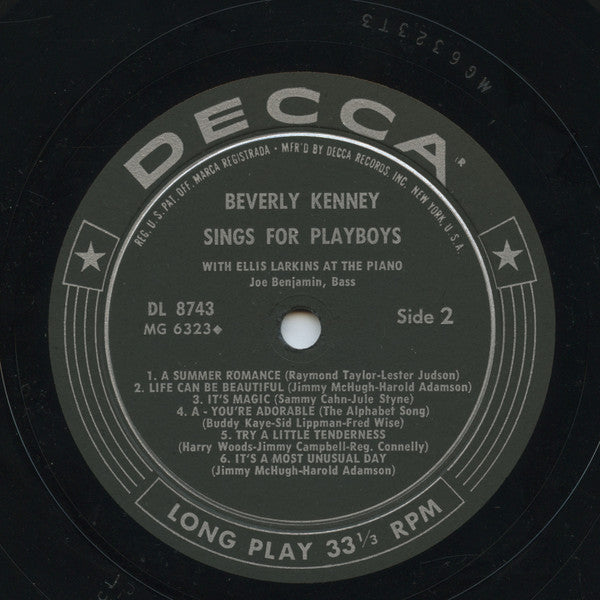 MG6323T3
DECCA
®
REG. U. S. PAT. OFF. MARCA REGISTRADA • MFR'D BY DECCA RECORDS, INC., NEW YORK, U.S.A.
BEVERLY KENNEY
SINGS FOR PLAYBOYS
WITH ELLIS LARKINS AT THE PIANO
Joe Benjamin, Bass
DL 8743
MG 6323◆
Side 2
1. A SUMMER ROMANCE (Raymond Taylor-Lester Judson)
2. LIFE CAN BE BEAUTIFUL (Jimmy McHugh-Harold Adamson)
3. IT'S MAGIC (Sammy Cahn-Jule Styne)
4. A - YOU'RE ADORABLE (The Alphabet Song)
(Buddy Kaye-Sid Lippman-Fred Wise)
5. TRY A LITTLE TENDERNESS
(Harry Woods-Jimmy Campbell-Reg. Connelly)
6. IT'S A MOST UNUSUAL DAY
(Jimmy McHugh-Harold Adamson)
LONG PLAY 33⅓ RPM